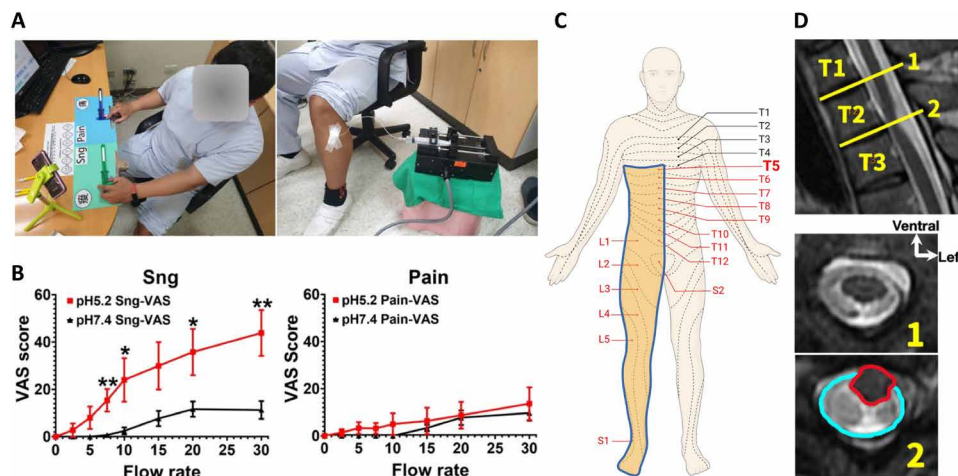 A
Pain
Sng
B
Sng
pH5.2 Sng-VAS
pH7.4 Sng-VAS
VAS score
60
40
20
0
** * * **
0 5 10 15 20 25 30
Flow rate
Pain
pH5.2 Pain-VAS
pH7.4 Pain-VAS
VAS Score
60
40
20
0
0 5 10 15 20 25 30
Flow rate
C
T1
T2
T3
T4
T5
T6
T7
T8
T9
T10
T11
T12
S2
L1
L2
L3
L4
L5
S1
D
T1
1
T2
2
T3
Ventral
Left
1
2